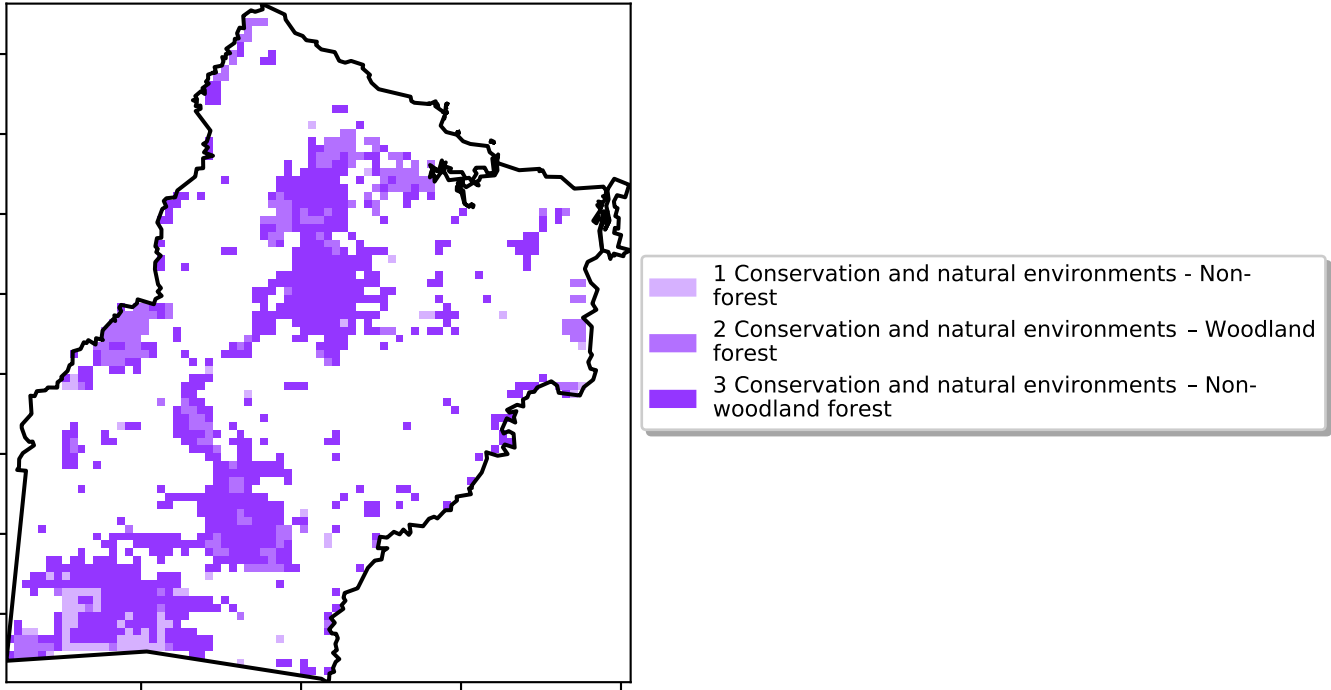 1 Conservation and natural environments - Non-
forest
2 Conservation and natural environments – Woodland
forest
3 Conservation and natural environments – Non-
woodland forest